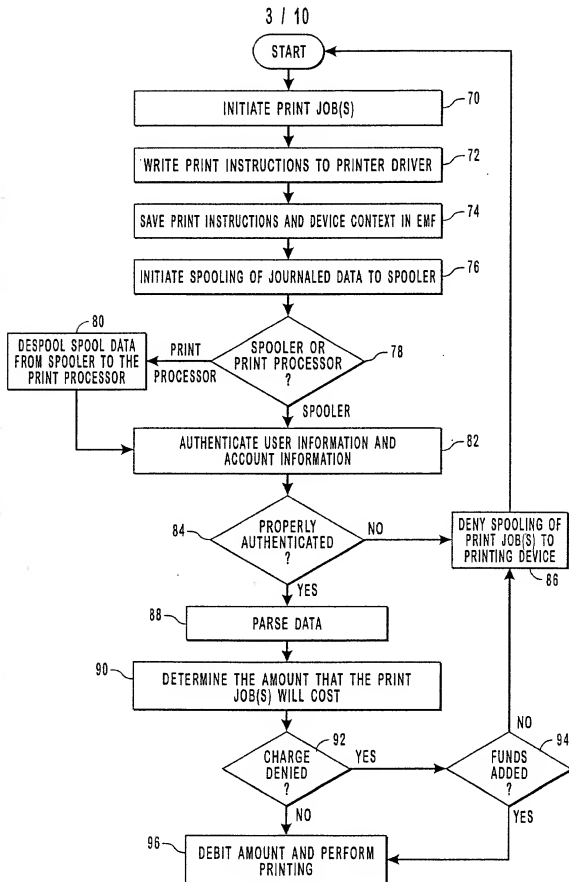 3 / 10
START
INITIATE PRINT JOB(S)
70
WRITE PRINT INSTRUCTIONS TO PRINTER DRIVER
72
SAVE PRINT INSTRUCTIONS AND DEVICE CONTEXT IN EMF
74
INITIATE SPOOLING OF JOURNALED DATA TO SPOOLER
76
80
DESPOOL SPOOL DATA
FROM SPOOLER TO THE
PRINT PROCESSOR
PRINT
PROCESSOR
SPOOLER OR
PRINT PROCESSOR
?
78
SPOOLER
AUTHENTICATE USER INFORMATION AND
ACCOUNT INFORMATION
82
84
PROPERLY
AUTHENTICATED
?
NO
DENY SPOOLING OF
PRINT JOB(S) TO
PRINTING DEVICE
86
YES
88
PARSE DATA
90
DETERMINE THE AMOUNT THAT THE PRINT
JOB(S) WILL COST
92
CHARGE
DENIED
?
YES
NO
94
FUNDS
ADDED
?
NO
YES
96
DEBIT AMOUNT AND PERFORM
PRINTING